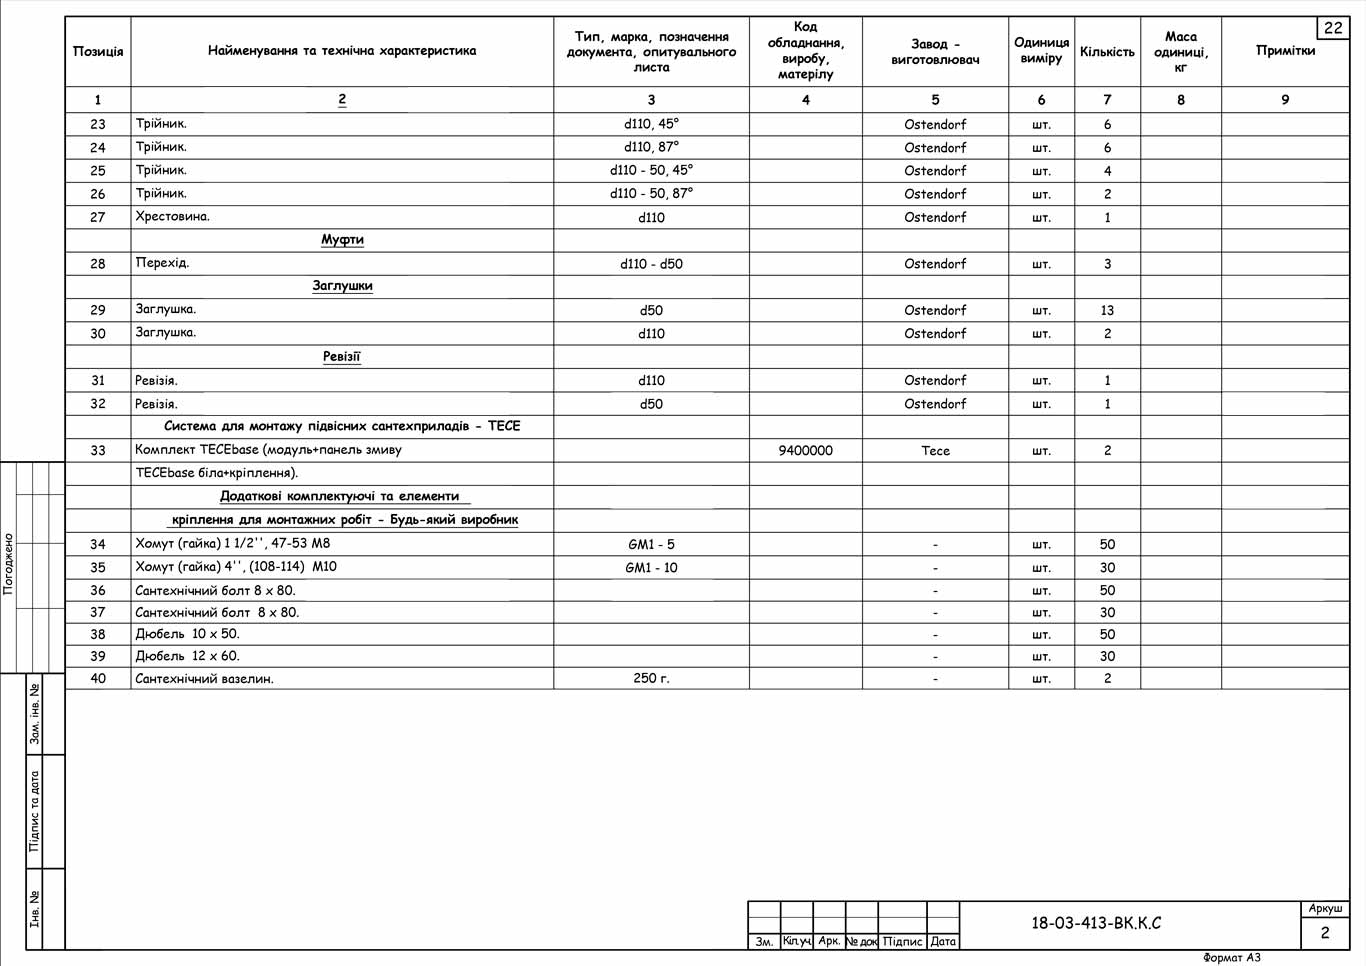 22
Позиція Найменування та технічна характеристика Тип, марка, позначення документа, опитувального листа Код обладнання, виробу, матерілу Завод - виготовлювач Одиниця виміру Кількість Маса одиниці, кг Примітки
1 2 3 4 5 6 7 8 9
23 Трійник. d110, 45° Ostendorf шт. 6
24 Трійник. d110, 87° Ostendorf шт. 6
25 Трійник. d110 - 50, 45° Ostendorf шт. 4
26 Трійник. d110 - 50, 87° Ostendorf шт. 2
27 Хрестовина. d110 Ostendorf шт. 1
Муфти
28 Перехід. d110 - d50 Ostendorf шт. 3
Заглушки
29 Заглушка. d50 Ostendorf шт. 13
30 Заглушка. d110 Ostendorf шт. 2
Ревізії
31 Ревізія. d110 Ostendorf шт. 1
32 Ревізія. d50 Ostendorf шт. 1
Система для монтажу підвісних сантехприладів - TECE
33 Комплект TECEbase (модуль+панель змиву 9400000 Tece шт. 2
TECEbase біла+кріплення).
Додаткові комплектуючі та елементи
кріплення для монтажних робіт - Будь-який виробник
34 Хомут (гайка) 1 1/2'', 47-53 M8 GM1 - 5 - шт. 50
35 Хомут (гайка) 4'', (108-114) M10 GM1 - 10 - шт. 30
36 Сантехнічний болт 8 х 80. - шт. 50
37 Сантехнічний болт 8 х 80. - шт. 30
38 Дюбель 10 х 50. - шт. 50
39 Дюбель 12 х 60. - шт. 30
40 Сантехнічний вазелин. 250 г. - шт. 2
Погоджено
Зам. інв. №
Підпис та дата
Інв. №
Зм. Кіл.уч. Арк. № док. Підпис Дата
18-03-413-ВК.К.С
Аркуш
2
Формат А3